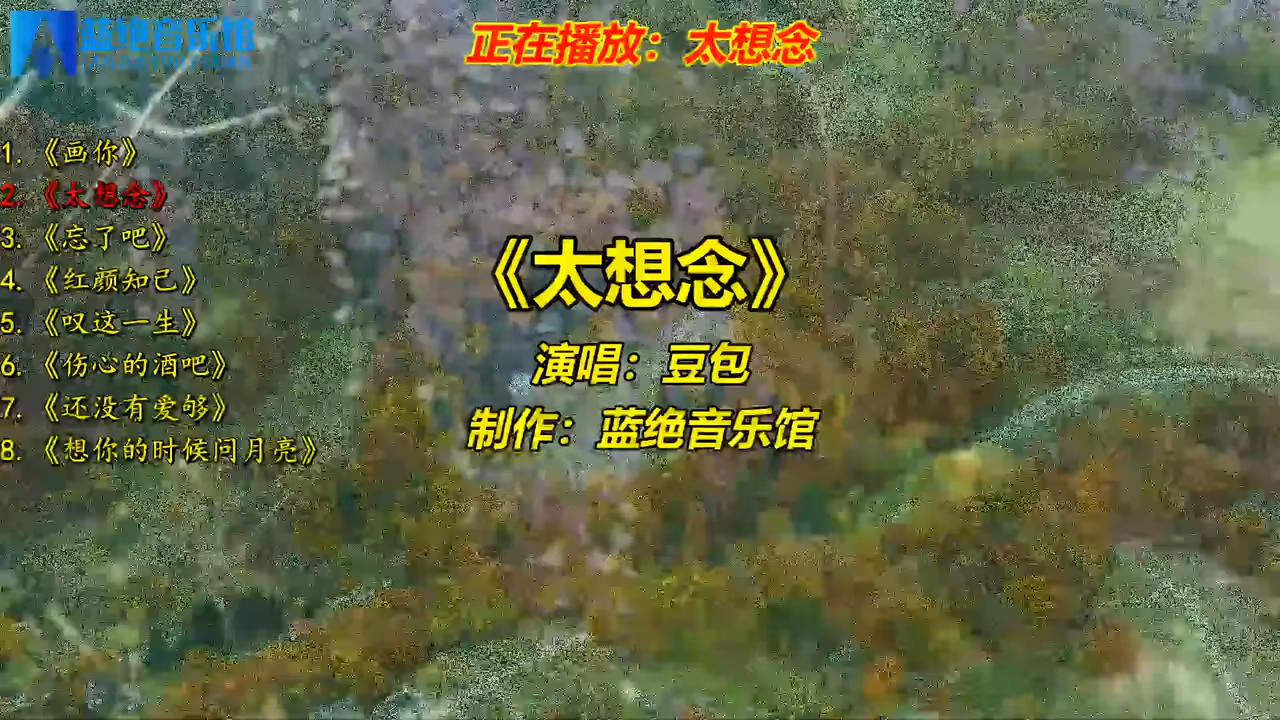 蓝绝音乐馆
正在播放：太想念
1.《画你》
2.《太想念》
3.《忘了吧》
4.《红颜知己》
5.《叹这一生》
6.《伤心的酒吧》
7.《还没有爱够》
8.《想你的时候问月亮》
《太想念》
演唱：豆包
制作：蓝绝音乐馆